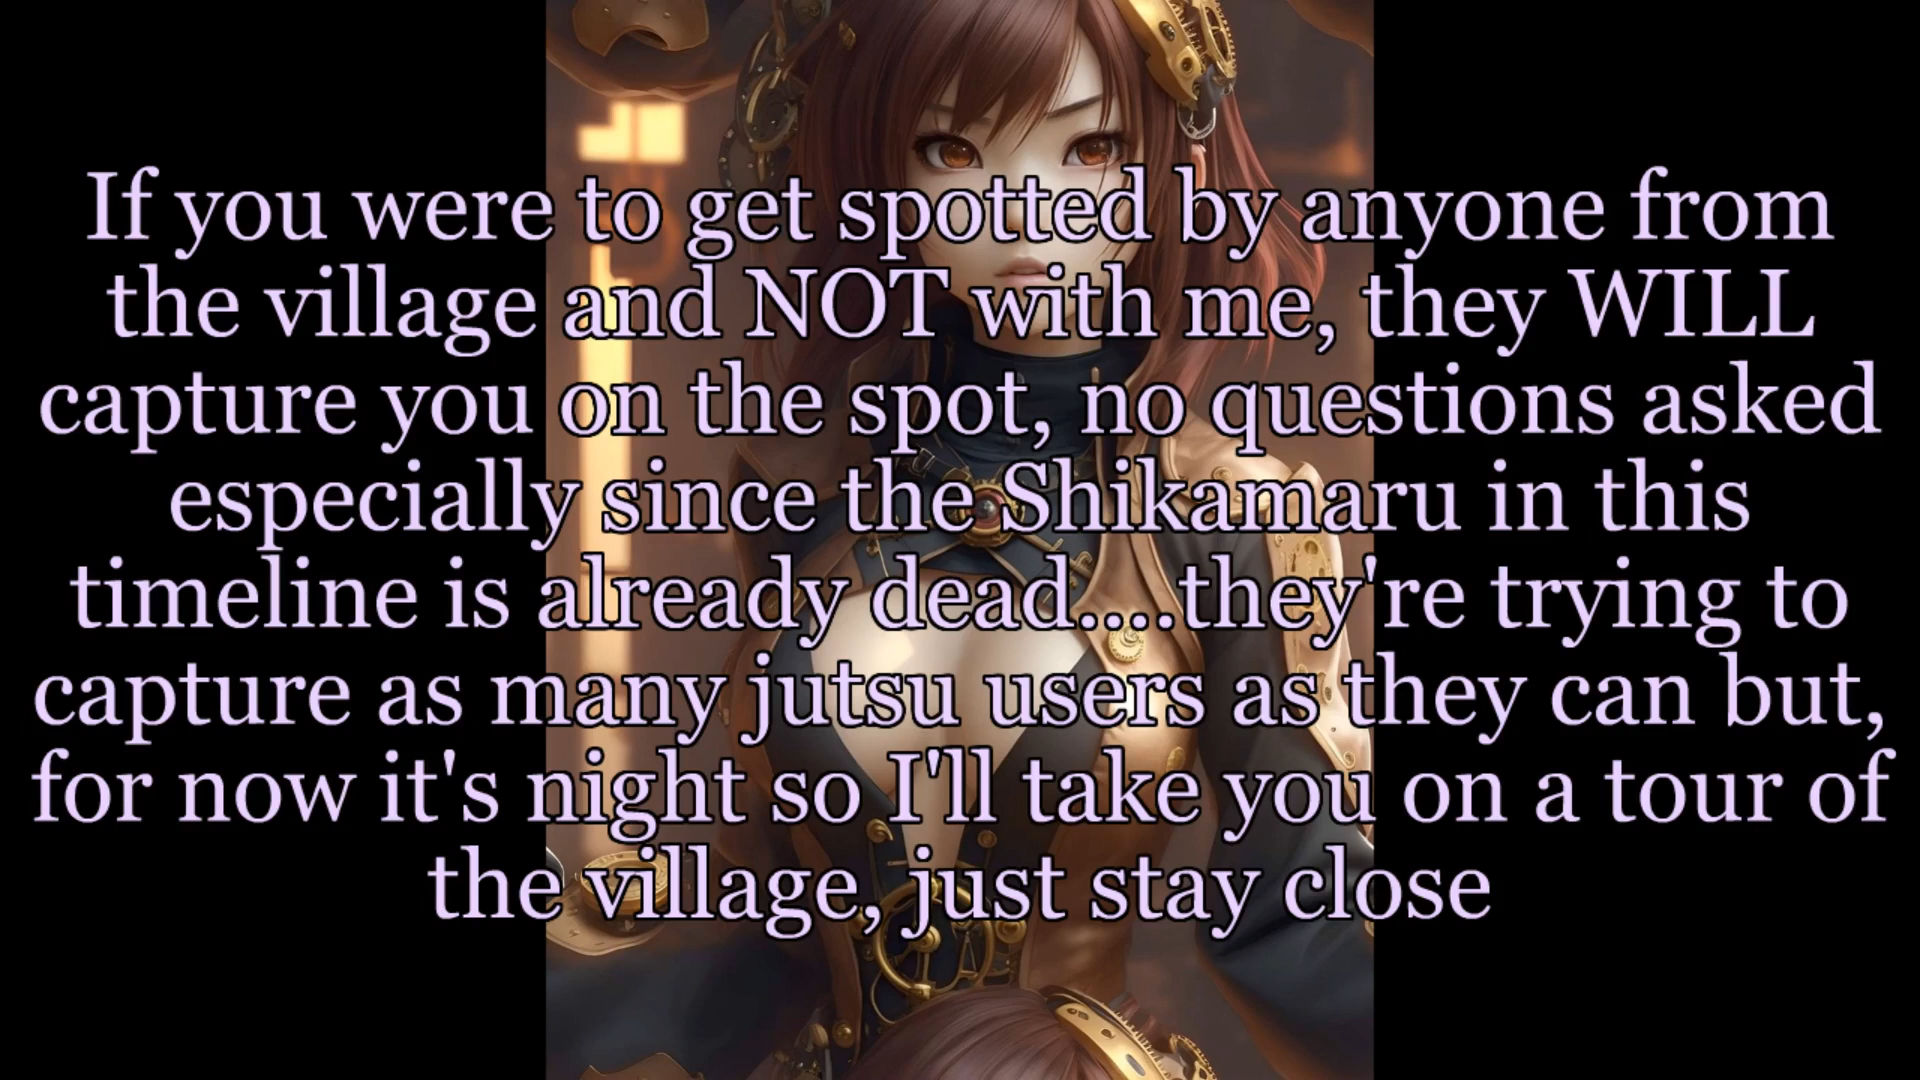 If you were to get spotted by anyone from
the village and NOT with me, they WILL
capture you on the spot, no questions asked
especially since the Shikamaru in this
timeline is already dead....they're trying to
capture as many jutsu users as they can but,
for now it's night so I'll take you on a tour of
the village, just stay close